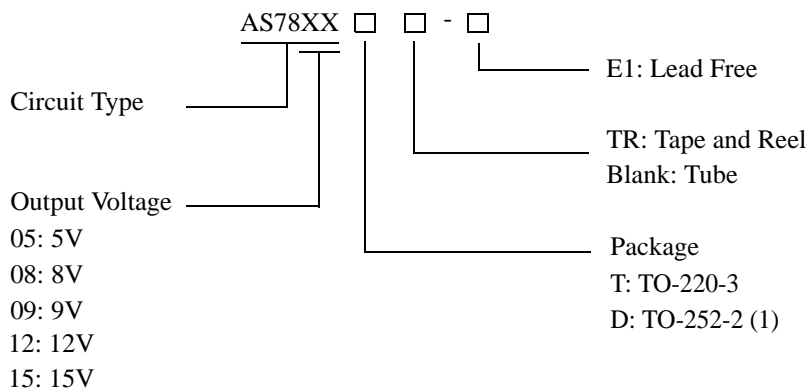 AS78XX □ □ - □
E1: Lead Free
Circuit Type
TR: Tape and Reel
Blank: Tube
Output Voltage
05: 5V
08: 8V
09: 9V
12: 12V
15: 15V
Package
T: TO-220-3
D: TO-252-2 (1)